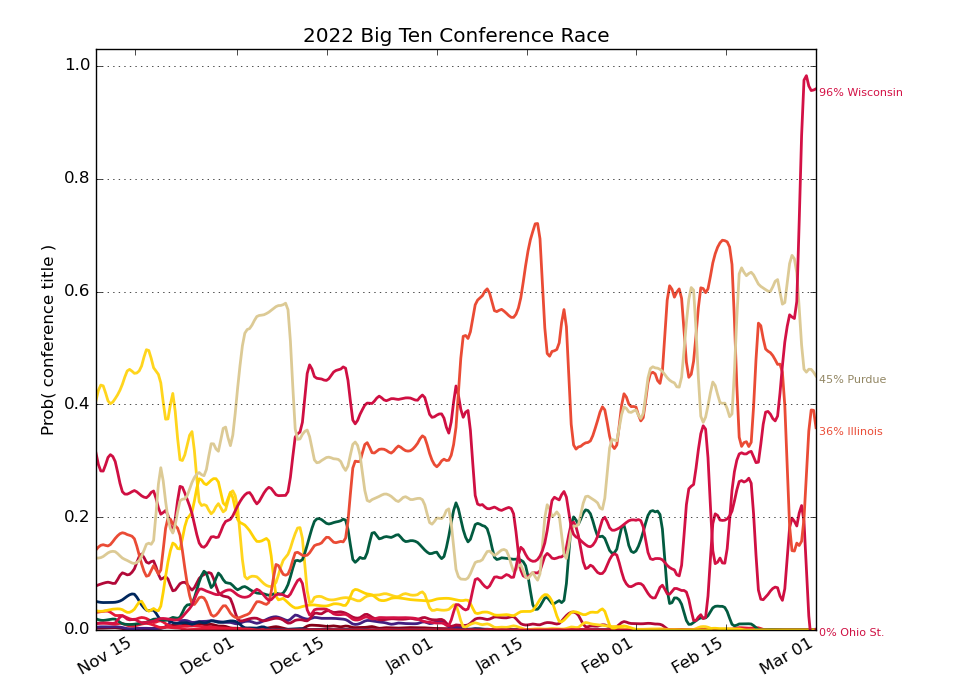 2022 Big Ten Conference Race
Prob( conference title )
1.0
0.8
0.6
0.4
0.2
0.0
96% Wisconsin
45% Purdue
36% Illinois
0% Ohio St.
Nov 15
Dec 01
Dec 15
Jan 01
Jan 15
Feb 01
Feb 15
Mar 01